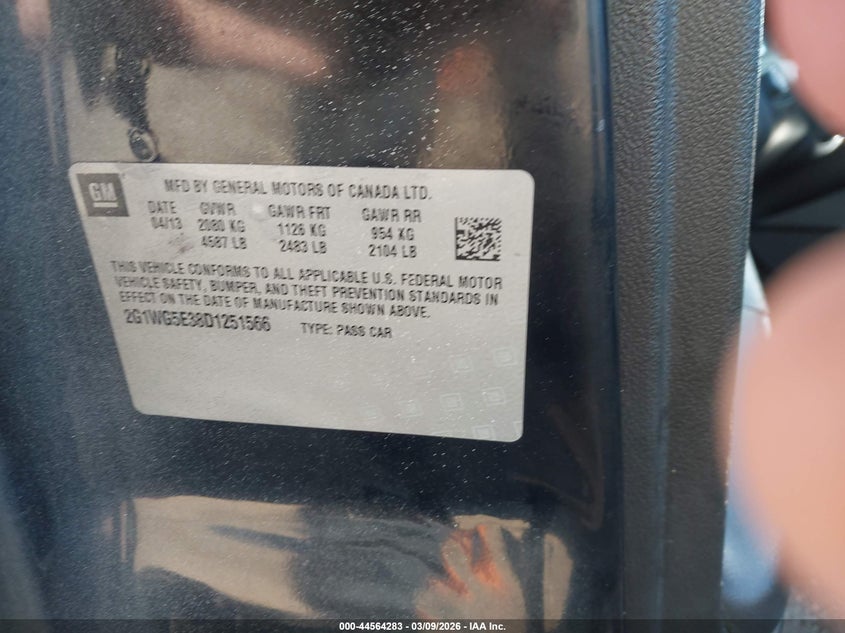 GM
MFD BY GENERAL MOTORS OF CANADA LTD.
DATE GVWR GAWR FRT GAWR RR
04/13 2080 KG 1126 KG 954 KG
4587 LB 2483 LB 2104 LB
THIS VEHICLE CONFORMS TO ALL APPLICABLE U.S. FEDERAL MOTOR
VEHICLE SAFETY, BUMPER, AND THEFT PREVENTION STANDARDS IN
EFFECT ON THE DATE OF MANUFACTURE SHOWN ABOVE.
2G1WG5E38D1251566 TYPE: PASS CAR
000-44564283 - 03/09/2026 - IAA Inc.